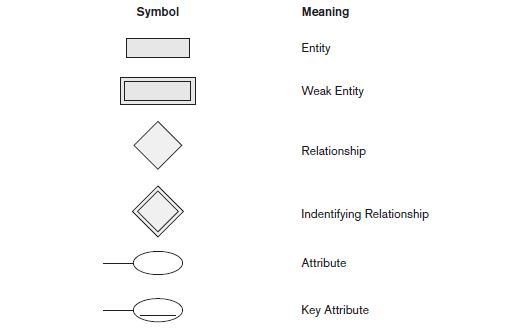 Symbol Meaning
Entity
Weak Entity
Relationship
Indentifying Relationship
Attribute
Key Attribute